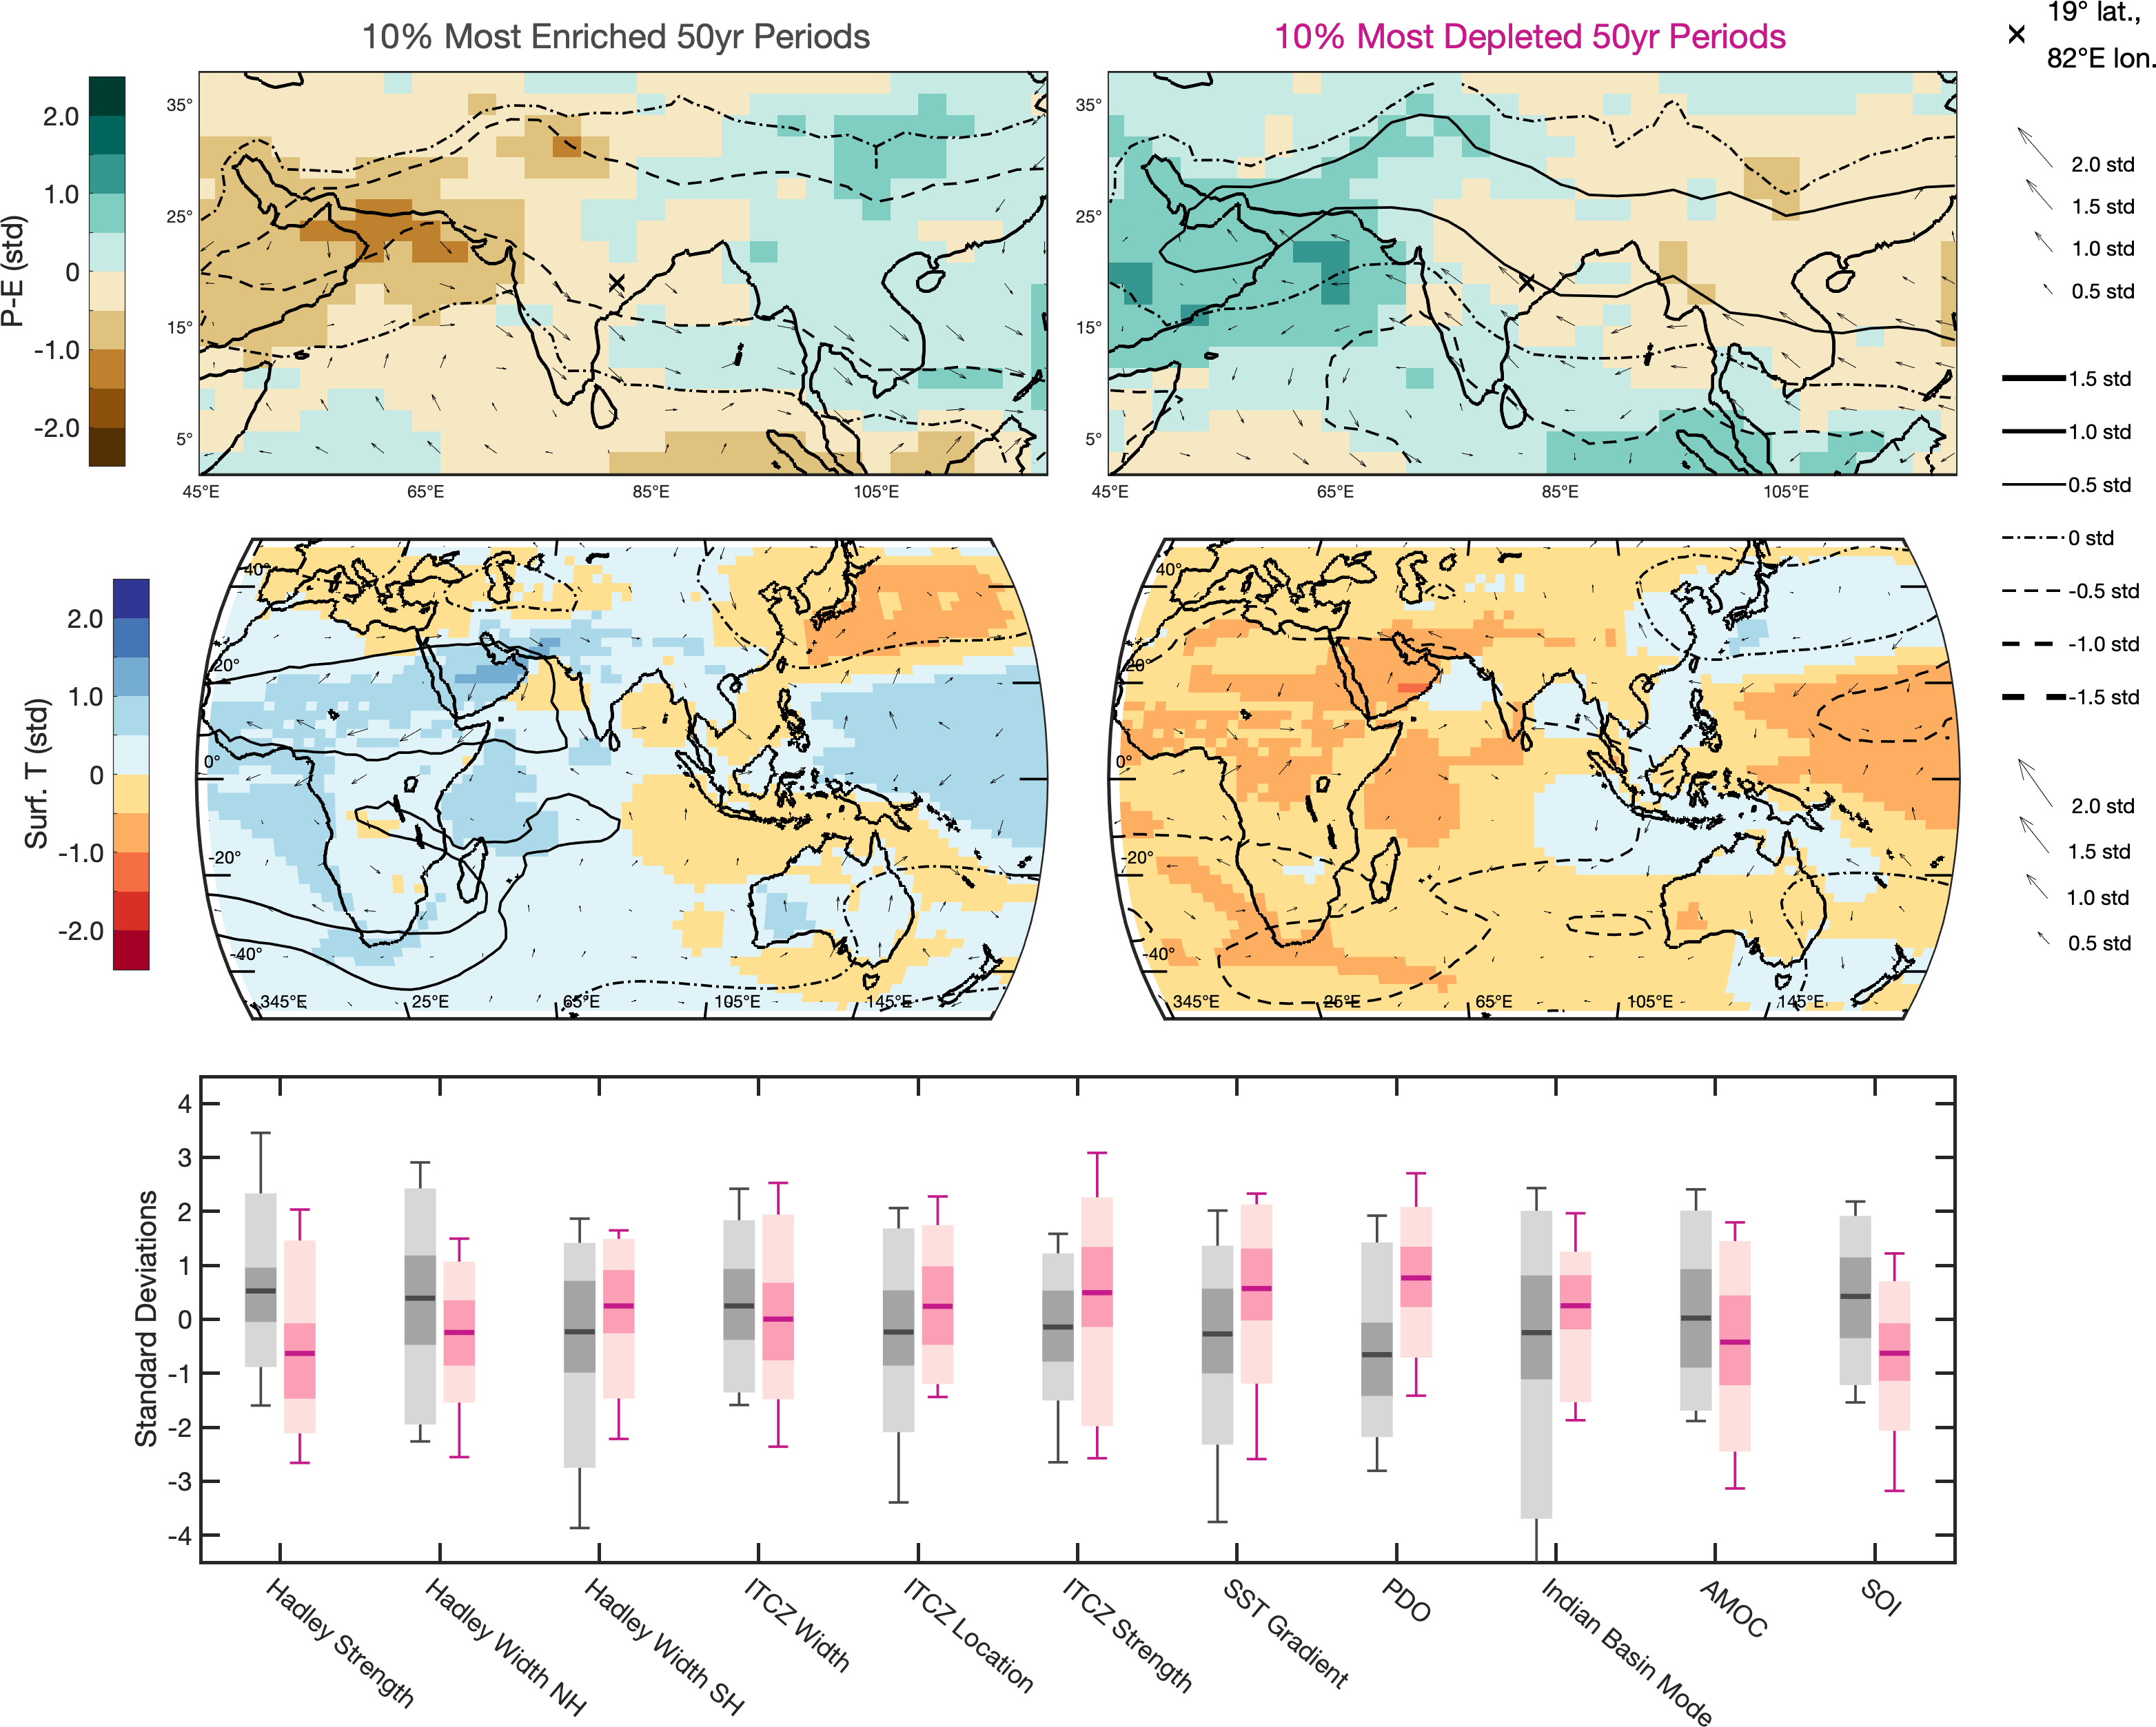 10% Most Enriched 50yr Periods
10% Most Depleted 50yr Periods
19° lat.,
82°E lon.
P-E (std)
2.0
1.0
0
-1.0
-2.0
35°
25°
15°
5°
45°E 65°E 85°E 105°E
35°
25°
15°
5°
45°E 65°E 85°E 105°E
2.0 std
1.5 std
1.0 std
0.5 std
1.5 std
1.0 std
0.5 std
0 std
-0.5 std
-1.0 std
-1.5 std
Surf. T (std)
2.0
1.0
0
-1.0
-2.0
40°
20°
0°
-20°
-40°
345°E 25°E 65°E 105°E 145°E
40°
20°
0°
-20°
-40°
345°E 25°E 65°E 105°E 145°E
2.0 std
1.5 std
1.0 std
0.5 std
Standard Deviations
4
3
2
1
0
-1
-2
-3
-4
Hadley Strength
Hadley Width NH
Hadley Width SH
ITCZ Width
ITCZ Location
ITCZ Strength
SST Gradient
PDO
Indian Basin Mode
AMOC
SOI